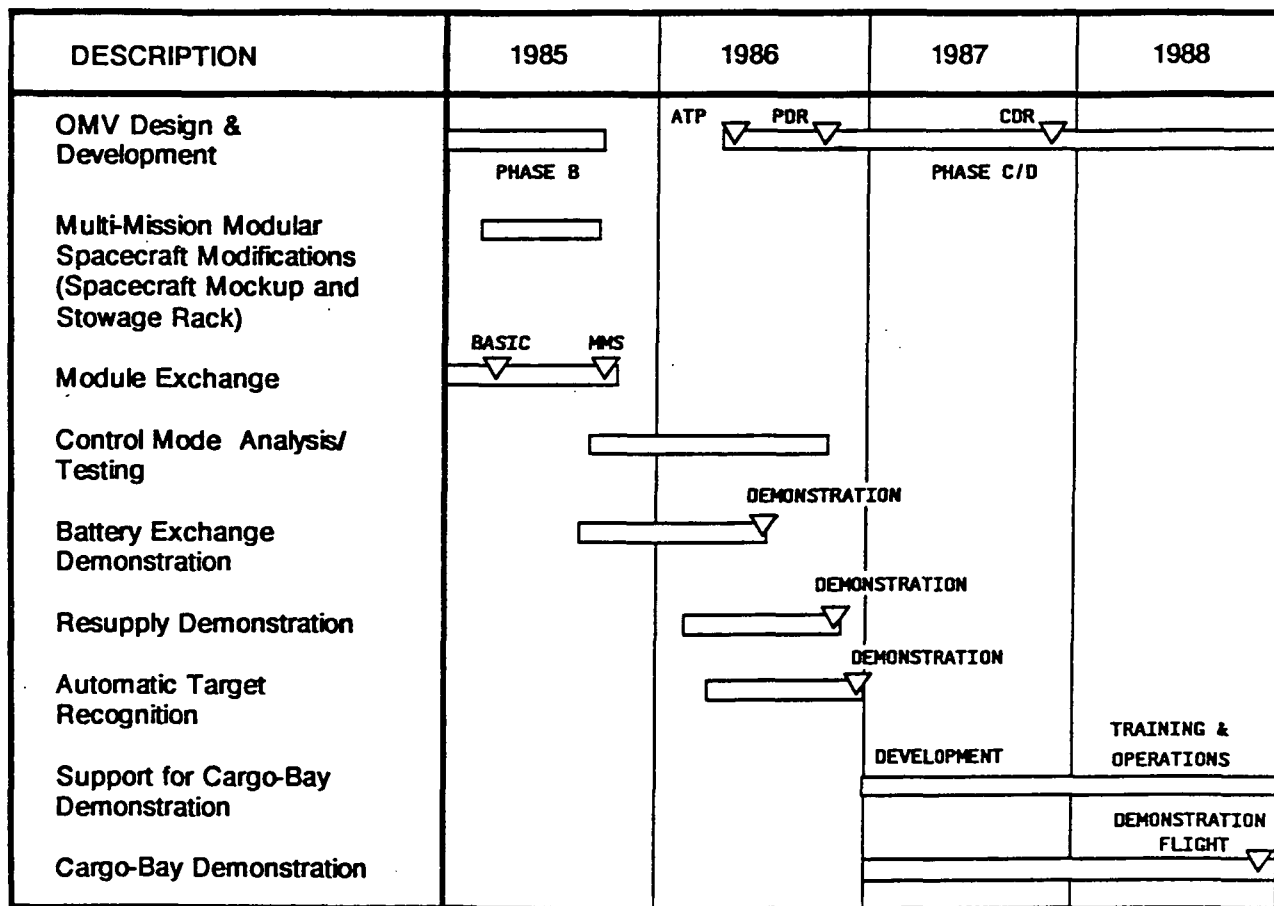 DESCRIPTION 1985 1986 1987 1988
OMV Design &
Development
ATP PDR CDR
PHASE B PHASE C/D
Multi-Mission Modular
Spacecraft Modifications
(Spacecraft Mockup and
Stowage Rack)
BASIC MMS
Module Exchange
Control Mode Analysis/
Testing
DEMONSTRATION
Battery Exchange
Demonstration
DEMONSTRATION
Resupply Demonstration
DEMONSTRATION
Automatic Target
Recognition
TRAINING &
DEVELOPMENT OPERATIONS
Support for Cargo-Bay
Demonstration
DEMONSTRATION
FLIGHT
Cargo-Bay Demonstration